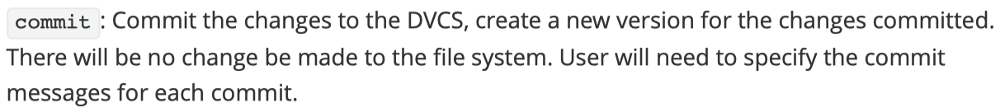 commit : Commit the changes to the DVCS, create a new version for the changes committed.
There will be no change be made to the file system. User will need to specify the commit
messages for each commit.